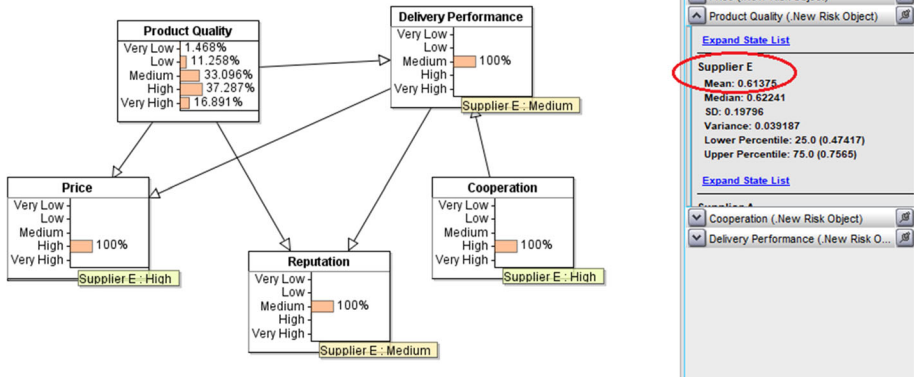 Product Quality
Very Low 1.468%
Low 11.258%
Medium 33.096%
High 37.287%
Very High 16.891%
Delivery Performance
Very Low
Low
Medium 100%
High
Very High
Supplier E : Medium
Price
Very Low
Low
Medium
High 100%
Very High
Supplier E : High
Reputation
Very Low
Low
Medium 100%
High
Very High
Supplier E : Medium
Cooperation
Very Low
Low
Medium
High 100%
Very High
Supplier E : High
Product Quality (.New Risk Object)
Expand State List
Supplier E
Mean: 0.61375
Median: 0.62241
SD: 0.19796
Variance: 0.039187
Lower Percentile: 25.0 (0.47417)
Upper Percentile: 75.0 (0.7565)
Expand State List
Cooperation (.New Risk Object)
Delivery Performance (.New Risk O...